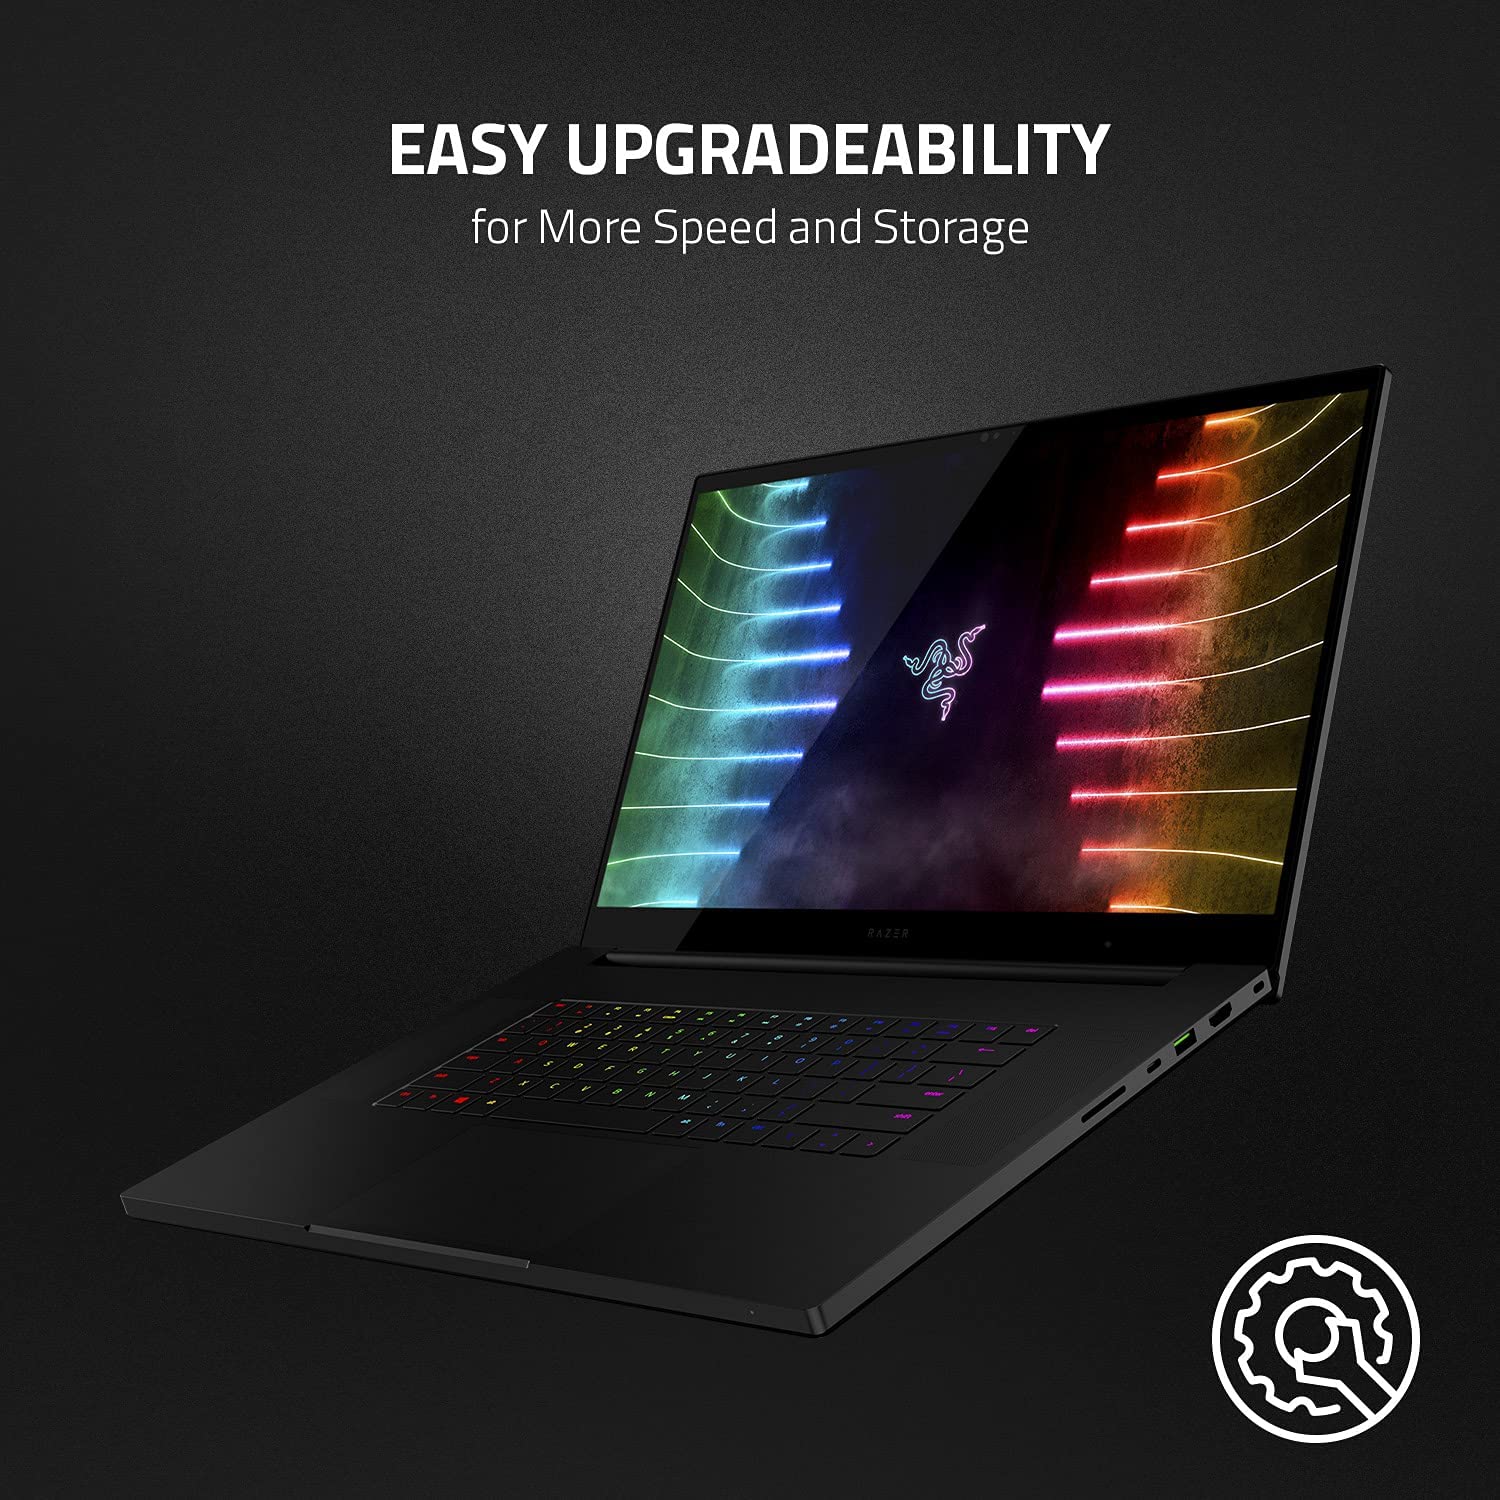 EASY UPGRADEABILITY
for More Speed and Storage
RAZER
Q W E R T Y U I O P
A S D F G H J K L
Z X C V B N M